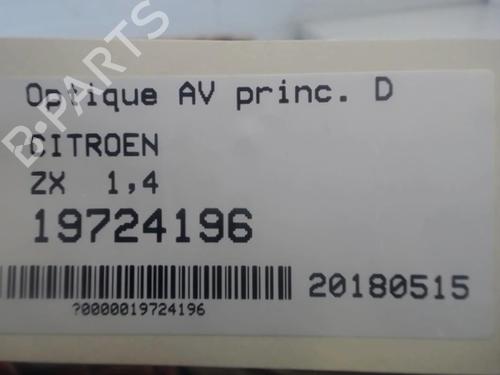 Optique AV princ. D
CITROEN
ZX 1,4
19724196
20180515
?0000019724196
PARTS